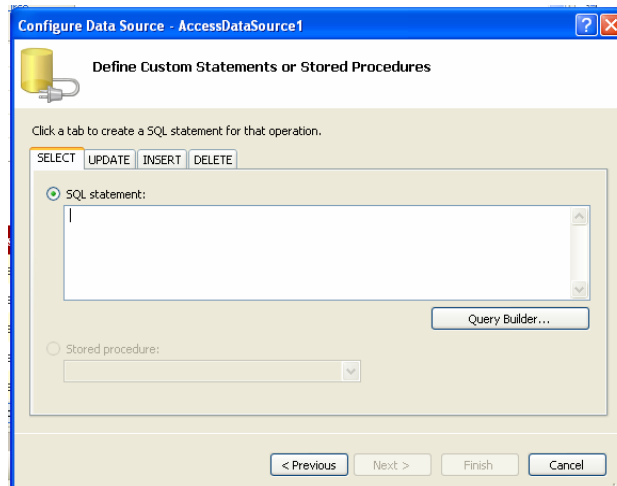 Configure Data Source - AccessDataSource1
Define Custom Statements or Stored Procedures
Click a tab to create a SQL statement for that operation.
SELECT UPDATE INSERT DELETE
SQL statement:
Query Builder...
Stored procedure:
< Previous Next > Finish Cancel